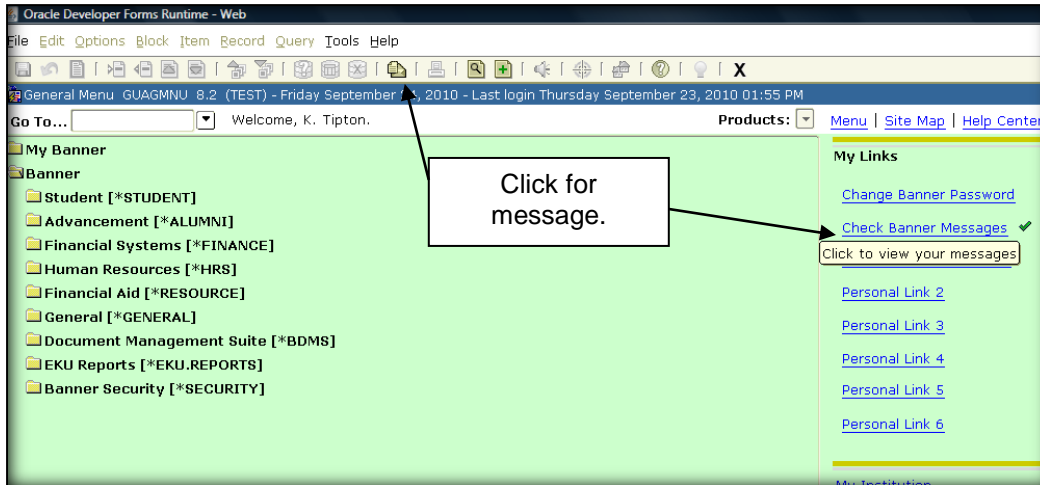 Oracle Developer Forms Runtime - Web
File Edit Options Block Item Record Query Tools Help
General Menu GUAGMNU 8.2 (TEST) - Friday September , 2010 - Last login Thursday September 23, 2010 01:55 PM
Go To... Welcome, K. Tipton. Products: Menu | Site Map | Help Center
My Banner
Banner
Student [*STUDENT]
Advancement [*ALUMNI]
Financial Systems [*FINANCE]
Human Resources [*HRS]
Financial Aid [*RESOURCE]
General [*GENERAL]
Document Management Suite [*BDMS]
EKU Reports [*EKU.REPORTS]
Banner Security [*SECURITY]
Click for
message.
My Links
Change Banner Password
Check Banner Messages
Click to view your messages
Personal Link 2
Personal Link 3
Personal Link 4
Personal Link 5
Personal Link 6
My Institution